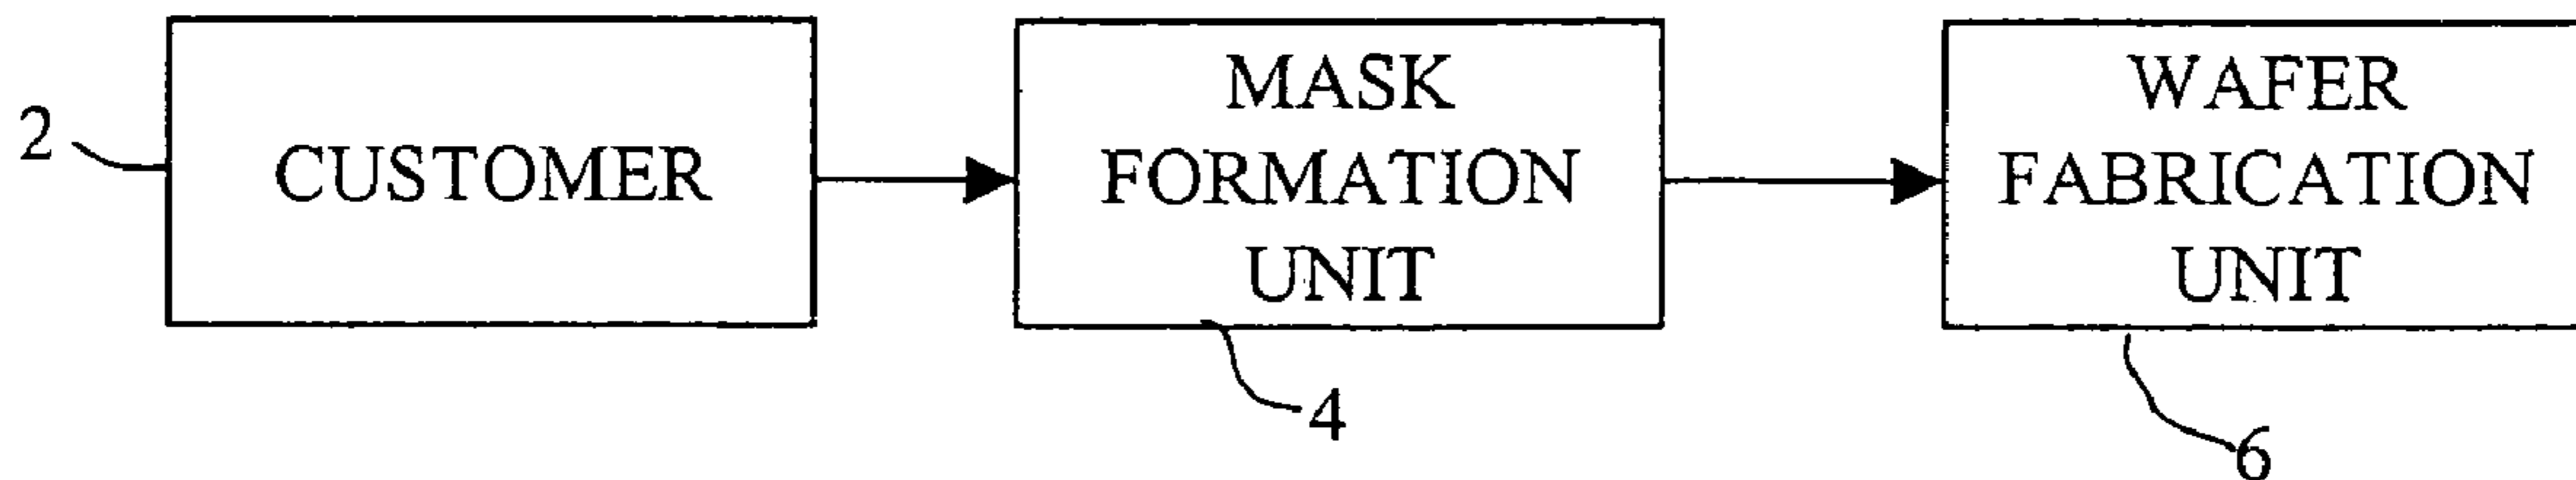 2
CUSTOMER
MASK
FORMATION
UNIT
4
WAFER
FABRICATION
UNIT
6